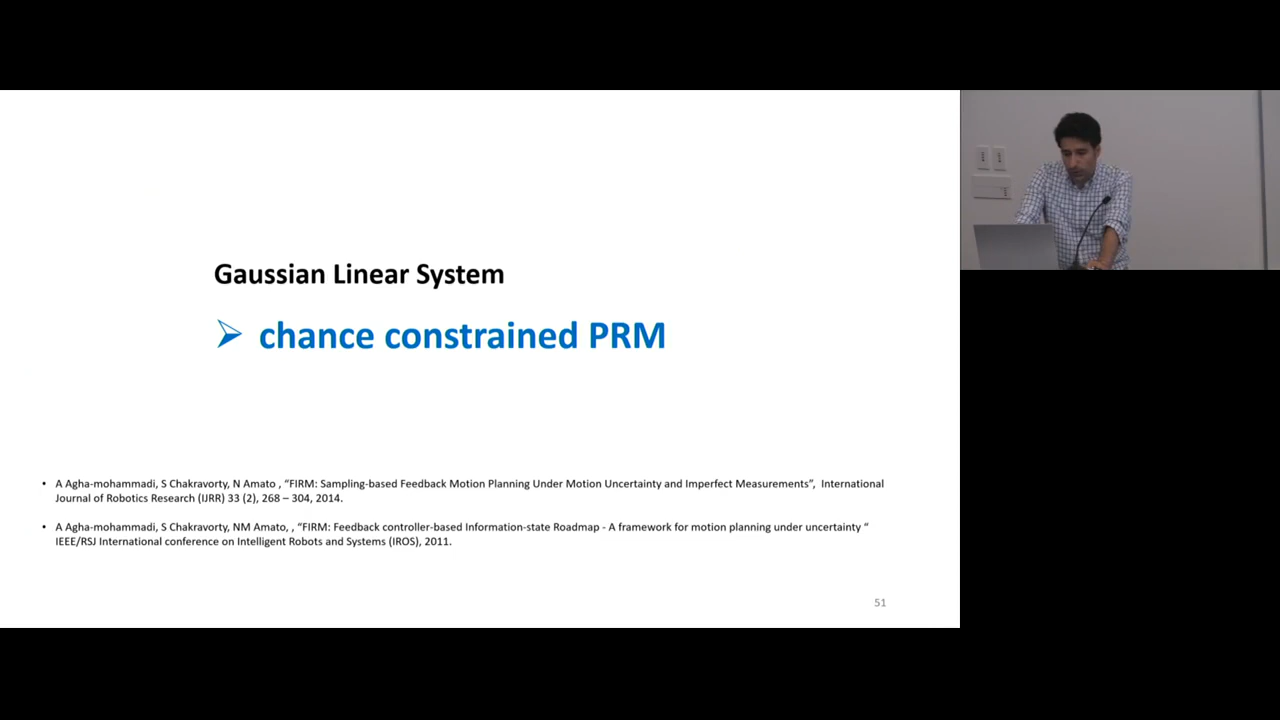 Gaussian Linear System
➢ chance constrained PRM
• A Agha-mohammadi, S Chakravorty, N Amato , “FIRM: Sampling-based Feedback Motion Planning Under Motion Uncertainty and Imperfect Measurements”, International
Journal of Robotics Research (IJRR) 33 (2), 268 – 304, 2014.
• A Agha-mohammadi, S Chakravorty, NM Amato, , “FIRM: Feedback controller-based Information-state Roadmap - A framework for motion planning under uncertainty “
IEEE/RSJ International conference on Intelligent Robots and Systems (IROS), 2011.
51